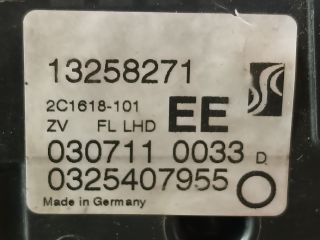 13258271
2C1618-101
ZV FL LHD EE
030711 0033 D
0325407955
Made in Germany